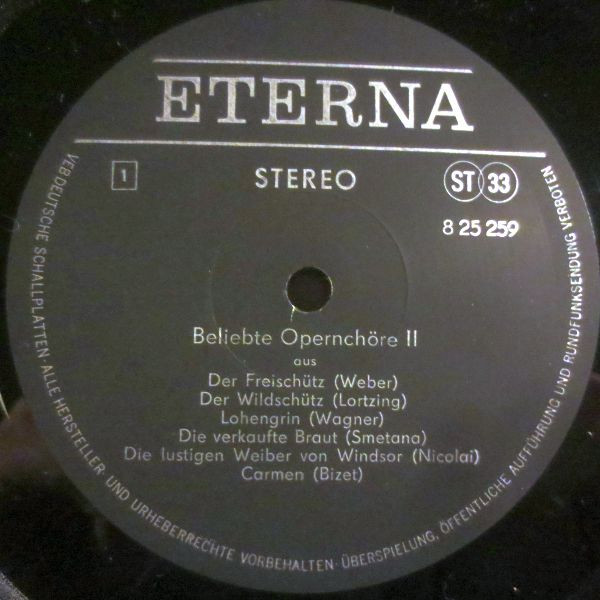 ETERNA
1 STEREO ST 33
8 25 259
Beliebte Opernchöre II
aus
Der Freischütz (Weber)
Der Wildschütz (Lortzing)
Lohengrin (Wagner)
Die verkaufte Braut (Smetana)
Die lustigen Weiber von Windsor (Nicolai)
Carmen (Bizet)
VEB DEUTSCHE SCHALLPLATTEN · ALLE HERSTELLER- UND URHEBERRECHTE VORBEHALTEN · ÜBERSPIELUNG, ÖFFENTLICHE AUFFÜHRUNG UND RUNDFUNKSENDUNG VERBOTEN